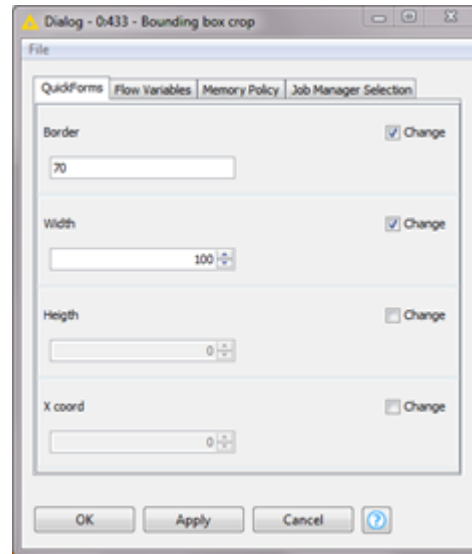 Dialog - 0:433 - Bounding box crop
File
QuickForms Flow Variables Memory Policy Job Manager Selection
Border Change
70
Width Change
100
Heigth Change
0
X coord Change
0
OK Apply Cancel ?